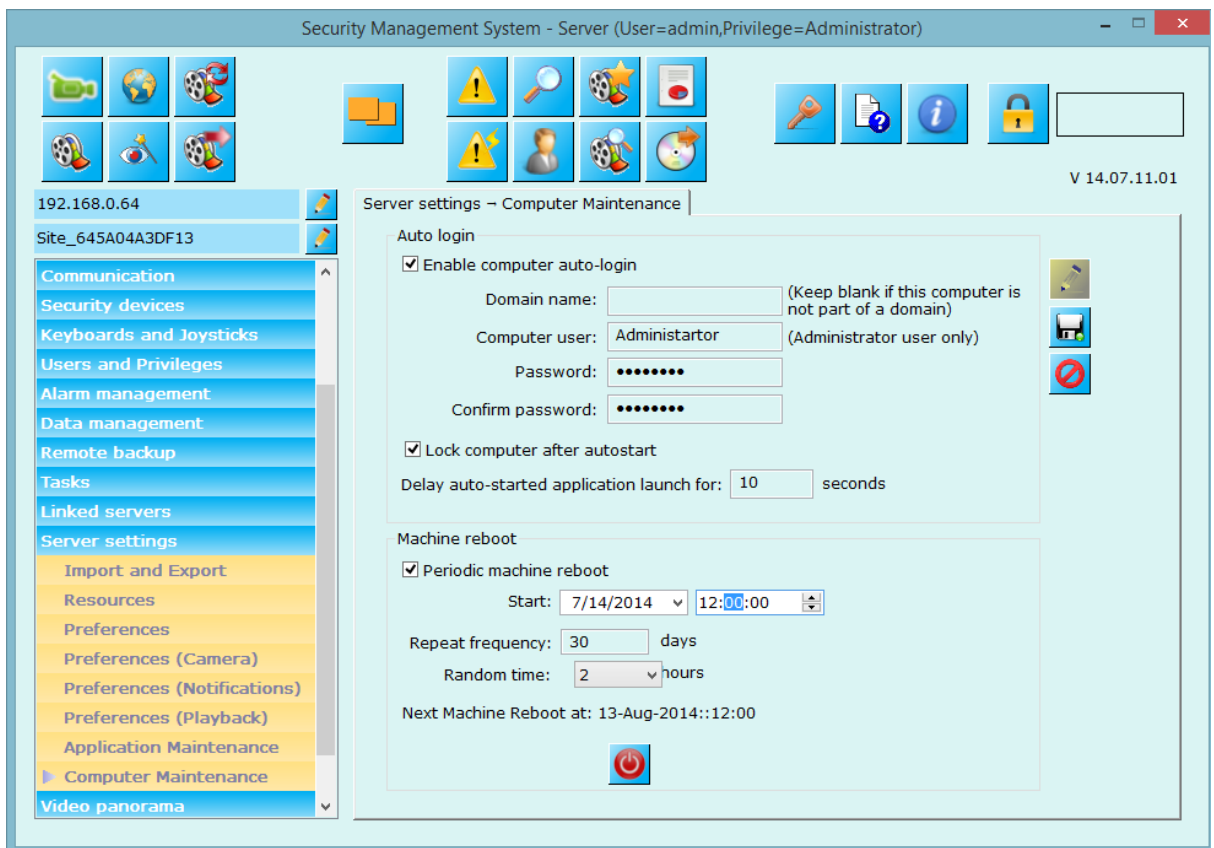 Security Management System - Server (User=admin,Privilege=Administrator)
V 14.07.11.01
192.168.0.64
Site_645A04A3DF13
Communication
Security devices
Keyboards and Joysticks
Users and Privileges
Alarm management
Data management
Remote backup
Tasks
Linked servers
Server settings
Import and Export
Resources
Preferences
Preferences (Camera)
Preferences (Notifications)
Preferences (Playback)
Application Maintenance
Computer Maintenance
Video panorama
Server settings – Computer Maintenance
Auto login
Enable computer auto-login
Domain name:
(Keep blank if this computer is
not part of a domain)
Computer user: Administartor (Administrator user only)
Password: ••••••••
Confirm password: ••••••••
Lock computer after autostart
Delay auto-started application launch for: 10 seconds
Machine reboot
Periodic machine reboot
Start: 7/14/2014 12:00:00
Repeat frequency: 30 days
Random time: 2 hours
Next Machine Reboot at: 13-Aug-2014::12:00